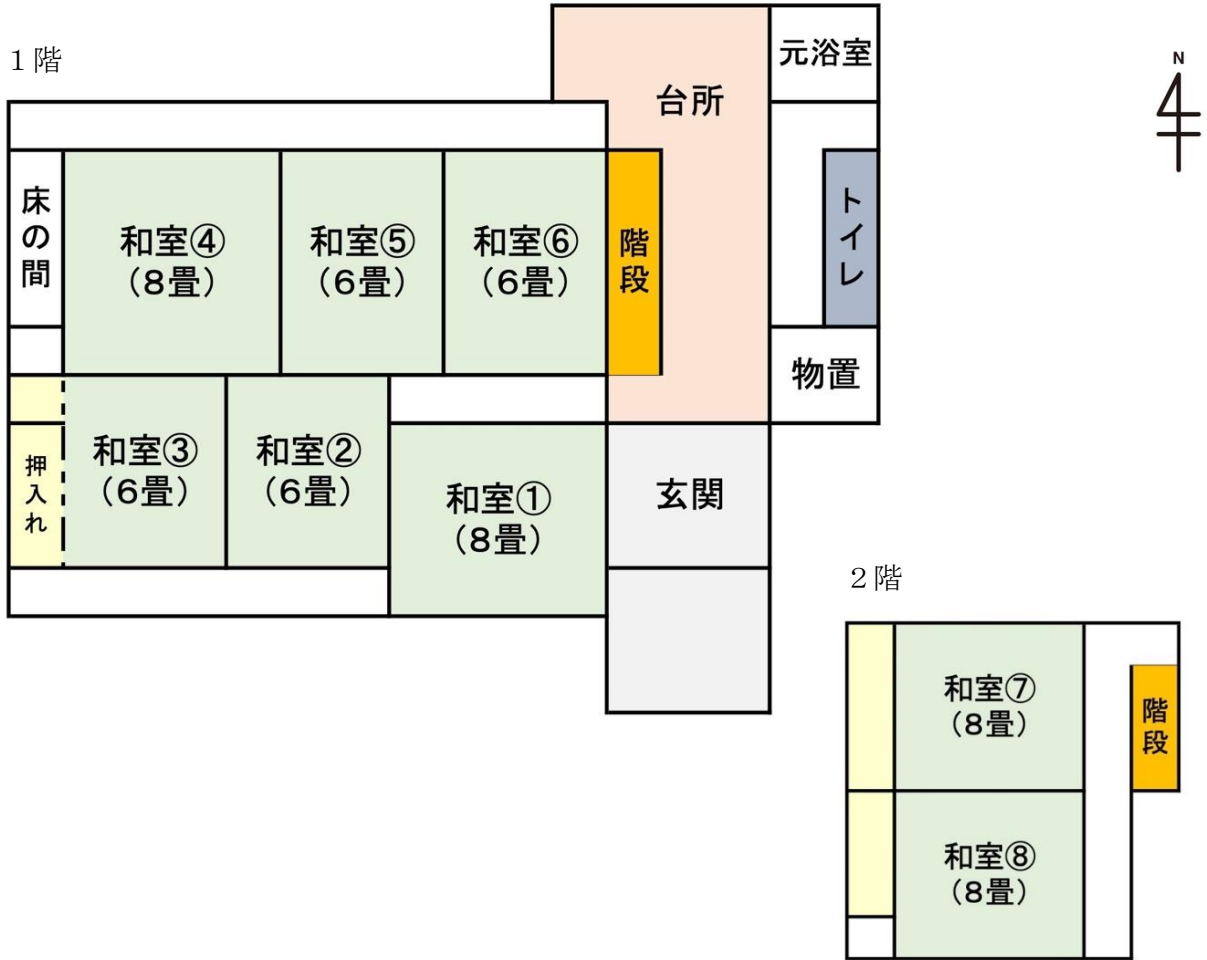 1階
元浴室
台所
N
床の間
和室④
（8畳）
和室⑤
（6畳）
和室⑥
（6畳）
階段
トイレ
物置
和室③
（6畳）
和室②
（6畳）
押入れ
和室①
（8畳）
玄関
2階
和室⑦
（8畳）
階段
和室⑧
（8畳）